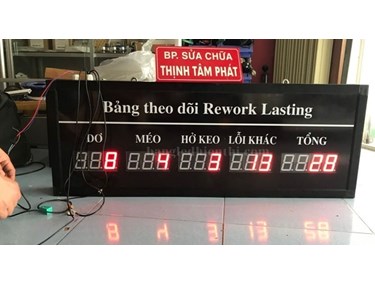 BP. SỬA CHỮA
THỊNH TÂM PHÁT
Bảng theo dõi Rework Lasting
DƠ MÉO HỞ KEO LỖI KHÁC TỔNG
8 4 3 13 28